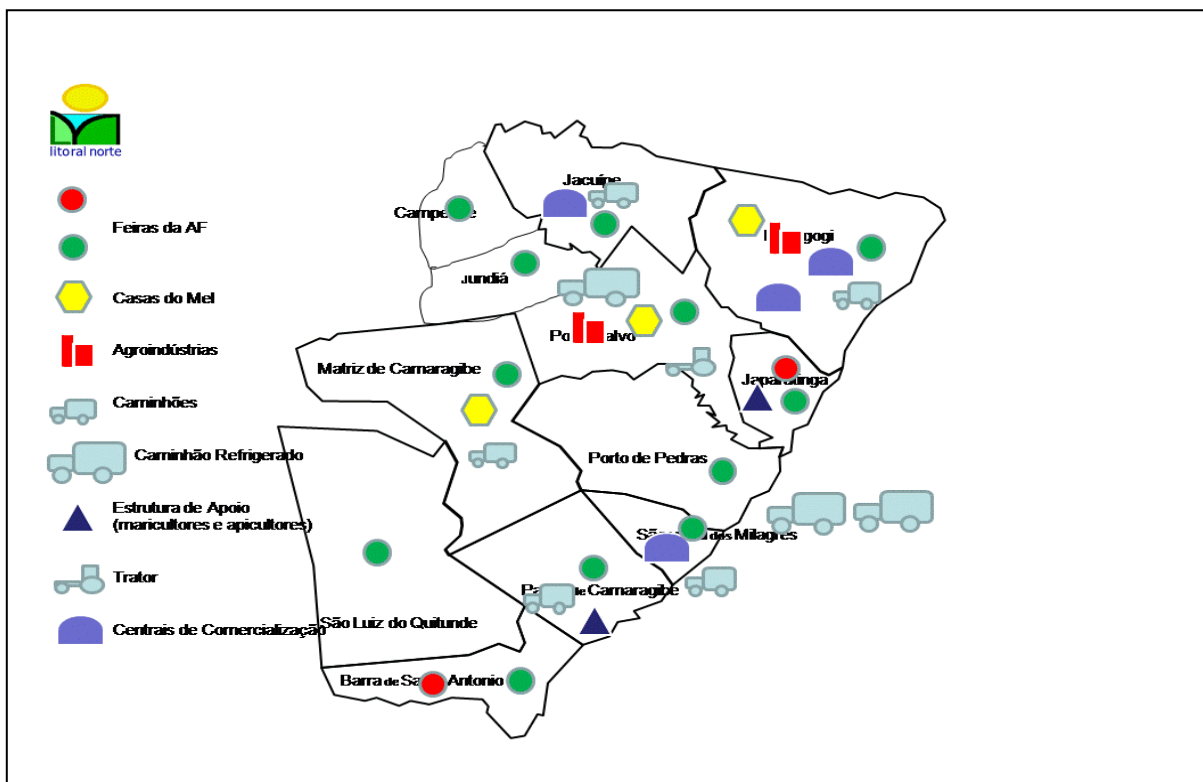 litoral norte
Feiras da AF
Casas do Mel
Agroindústrias
Caminhões
Caminhão Refrigerado
Estrutura de Apoio
(maricultores e apicultores)
Trator
Centrais de Comercialização
Jacuípe
Jundiá
Matriz de Camaragibe
Porto de Pedras
Milagres
de Camaragibe
São Luiz do Quitunde
Barra de
Antonio